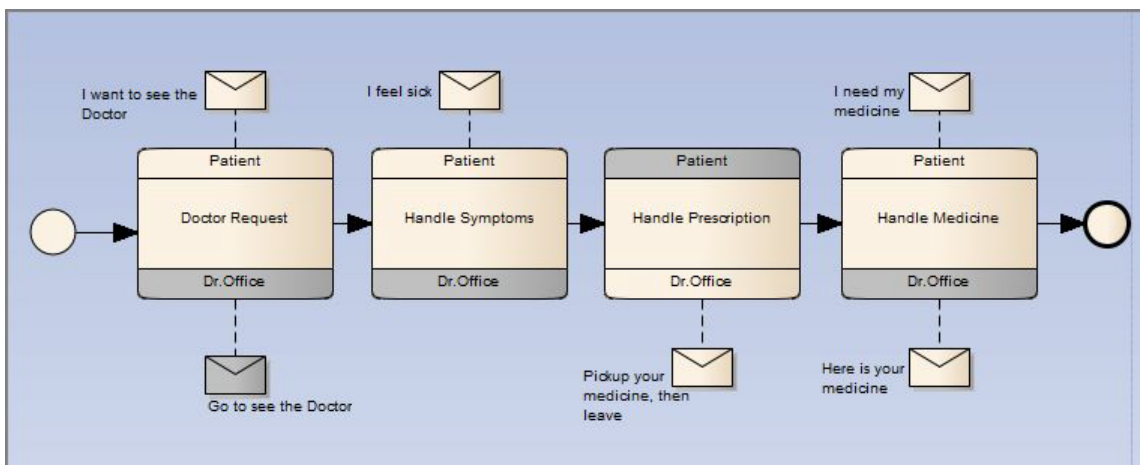 I want to see the
Doctor
I feel sick
I need my
medicine
Patient
Patient
Patient
Patient
Doctor Request
Handle Symptoms
Handle Prescription
Handle Medicine
Dr.Office
Dr.Office
Dr.Office
Dr.Office
Go to see the Doctor
Pickup your
medicine, then
leave
Here is your
medicine